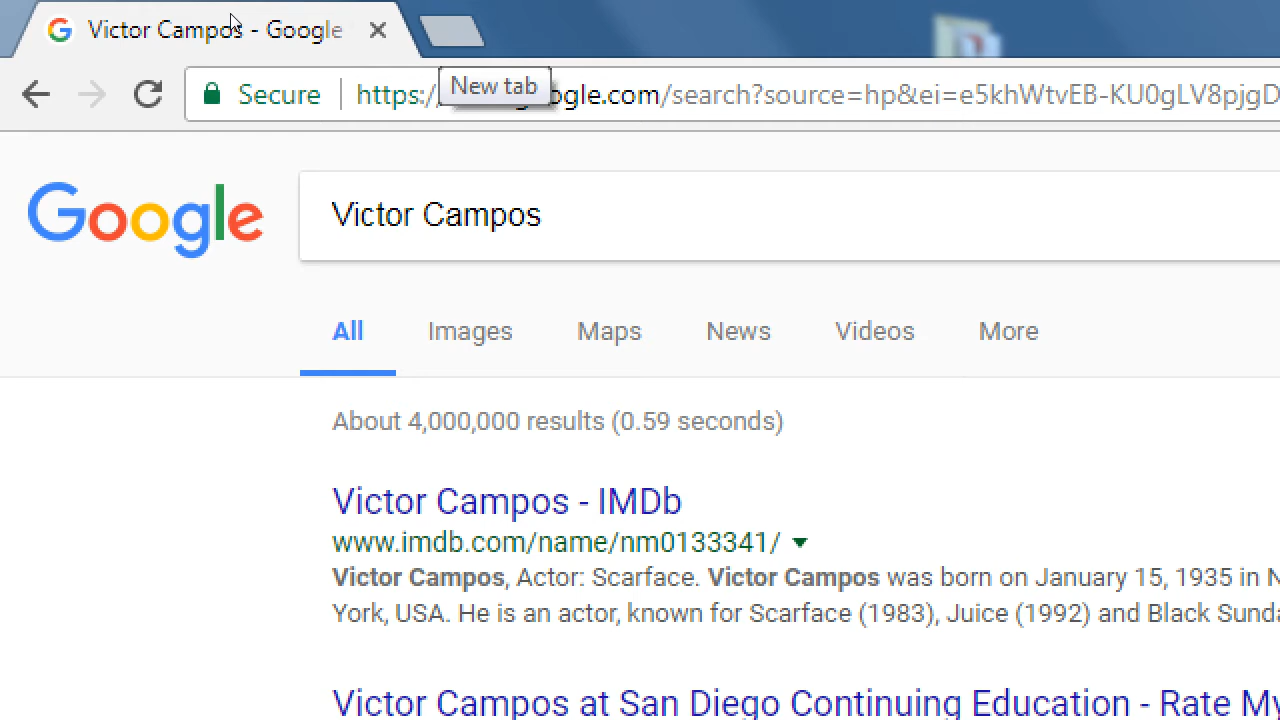 Victor Campos - Google
New tab
Secure
https:/ ogle.com/search?source=hp&ei=e5khWtvEB-KU0gLV8pjgD
Google
Victor Campos
All Images Maps News Videos More
About 4,000,000 results (0.59 seconds)
Victor Campos - IMDb
www.imdb.com/name/nm0133341/
Victor Campos, Actor: Scarface. Victor Campos was born on January 15, 1935 in N
York, USA. He is an actor, known for Scarface (1983), Juice (1992) and Black Sunda
Victor Campos at San Diego Continuing Education - Rate My